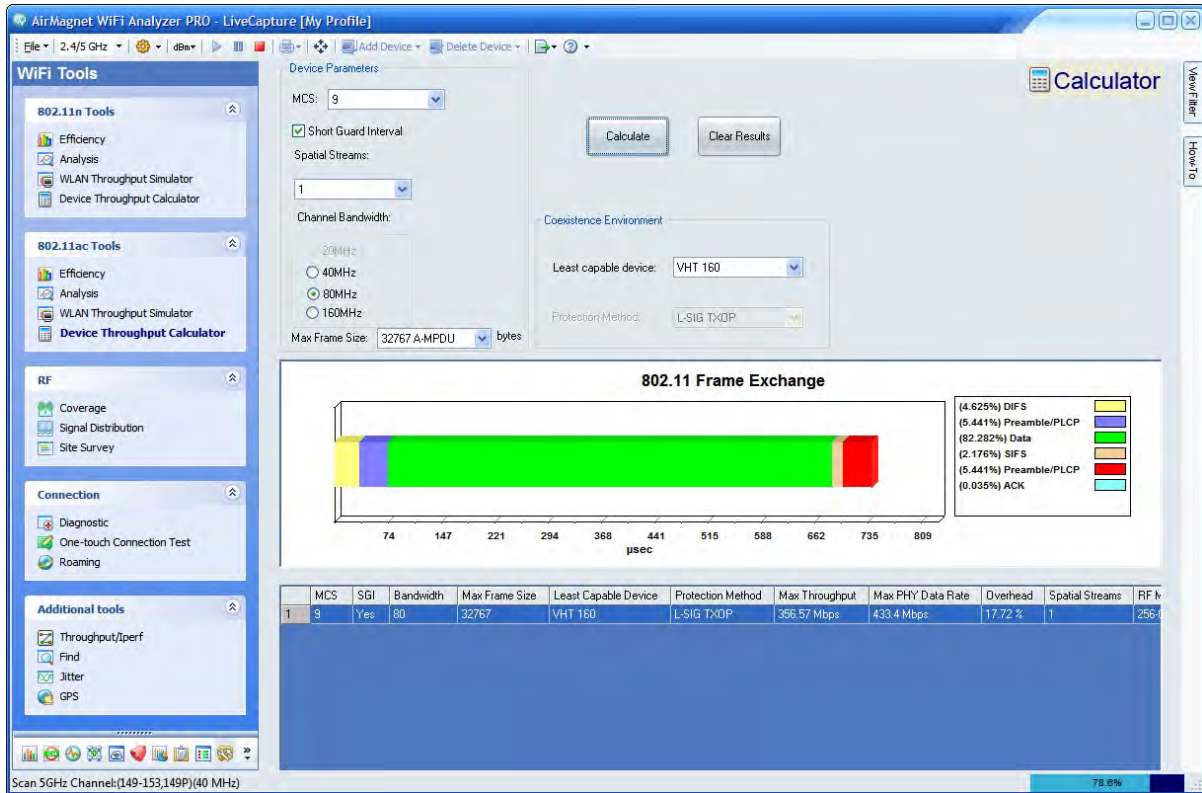 AirMagnet WiFi Analyzer PRO - LiveCapture [My Profile]
File 2.4/5 GHz dBm Add Device Delete Device
WiFi Tools
802.11n Tools
Efficiency
Analysis
WLAN Throughput Simulator
Device Throughput Calculator
802.11ac Tools
Efficiency
Analysis
WLAN Throughput Simulator
Device Throughput Calculator
RF
Coverage
Signal Distribution
Site Survey
Connection
Diagnostic
One-touch Connection Test
Roaming
Additional tools
Throughput/Iperf
Find
Jitter
GPS
Device Parameters
MCS: 9
Short Guard Interval
Spatial Streams:
1
Channel Bandwidth:
20MHz
40MHz
80MHz
160MHz
Max Frame Size: 32767 A-MPDU bytes
Calculate Clear Results
Calculator
Coexistence Environment
Least capable device: VHT 160
Protection Method: L-SIG TXOP
View Filter
How-To
802.11 Frame Exchange
(4.625%) DIFS
(5.441%) Preamble/PLCP
(82.282%) Data
(2.176%) SIFS
(5.441%) Preamble/PLCP
(0.035%) ACK
74 147 221 294 368 441 515 588 662 735 809
µsec
MCS SGI Bandwidth Max Frame Size Least Capable Device Protection Method Max Throughput Max PHY Data Rate Overhead Spatial Streams RF M
1 9 Yes 80 32767 VHT 160 L-SIG TXOP 356.57 Mbps 433.4 Mbps 17.72 % 1 256-
Scan 5GHz Channel:(149-153,149P)(40 MHz)
78.6%